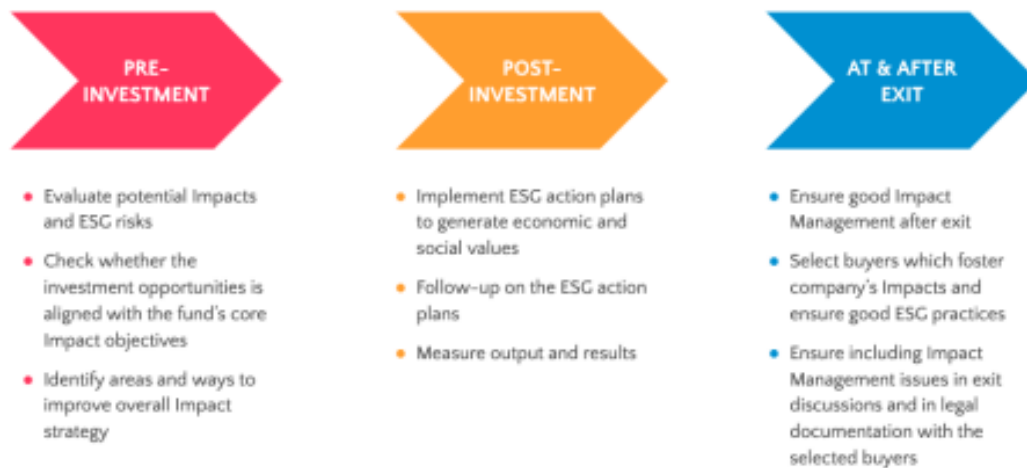 PRE-
INVESTMENT
Evaluate potential Impacts
and ESG risks
Check whether the
investment opportunities is
aligned with the fund's core
Impact objectives
Identify areas and ways to
improve overall Impact
strategy
POST-
INVESTMENT
Implement ESG action plans
to generate economic and
social values
Follow-up on the ESG action
plans
Measure output and results
AT & AFTER
EXIT
Ensure good Impact
Management after exit
Select buyers which foster
company's Impacts and
ensure good ESG practices
Ensure including Impact
Management issues in exit
discussions and in legal
documentation with the
selected buyers